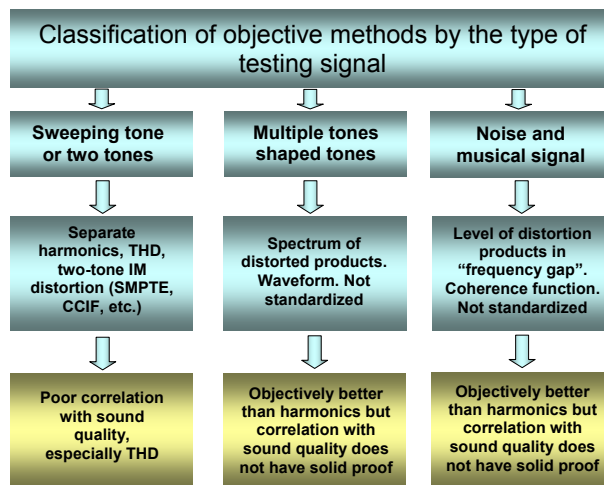 Classification of objective methods by the type of
testing signal
Sweeping tone
or two tones
Multiple tones
shaped tones
Noise and
musical signal
Separate
harmonics, THD,
two-tone IM
distortion (SMPTE,
CCIF, etc.)
Spectrum of
distorted products.
Waveform. Not
standardized
Level of distortion
products in
“frequency gap”.
Coherence function.
Not standardized
Poor correlation
with sound
quality,
especially THD
Objectively better
than harmonics but
correlation with
sound quality does
not have solid proof
Objectively better
than harmonics but
correlation with
sound quality does
not have solid proof